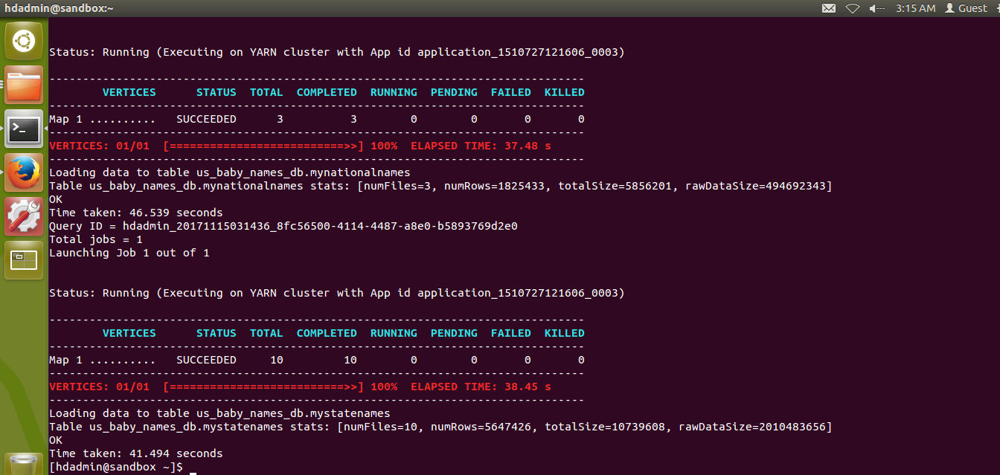 hdadmin@sandbox:~ 3:15 AM Guest
Status: Running (Executing on YARN cluster with App id application_1510727121606_0003)
--------------------------------------------------------------------------------
VERTICES STATUS TOTAL COMPLETED RUNNING PENDING FAILED KILLED
--------------------------------------------------------------------------------
Map 1 .......... SUCCEEDED 3 3 0 0 0 0
--------------------------------------------------------------------------------
VERTICES: 01/01 [==========================>>] 100% ELAPSED TIME: 37.48 s
--------------------------------------------------------------------------------
Loading data to table us_baby_names_db.mynationalnames
Table us_baby_names_db.mynationalnames stats: [numFiles=3, numRows=1825433, totalSize=5856201, rawDataSize=494692343]
OK
Time taken: 46.539 seconds
Query ID = hdadmin_20171115031436_8fc56500-4114-4487-a8e0-b5893769d2e0
Total jobs = 1
Launching Job 1 out of 1
Status: Running (Executing on YARN cluster with App id application_1510727121606_0003)
--------------------------------------------------------------------------------
VERTICES STATUS TOTAL COMPLETED RUNNING PENDING FAILED KILLED
--------------------------------------------------------------------------------
Map 1 .......... SUCCEEDED 10 10 0 0 0 0
--------------------------------------------------------------------------------
VERTICES: 01/01 [==========================>>] 100% ELAPSED TIME: 38.45 s
--------------------------------------------------------------------------------
Loading data to table us_baby_names_db.mystatenames
Table us_baby_names_db.mystatenames stats: [numFiles=10, numRows=5647426, totalSize=10739608, rawDataSize=2010483656]
OK
Time taken: 41.494 seconds
[hdadmin@sandbox ~]$